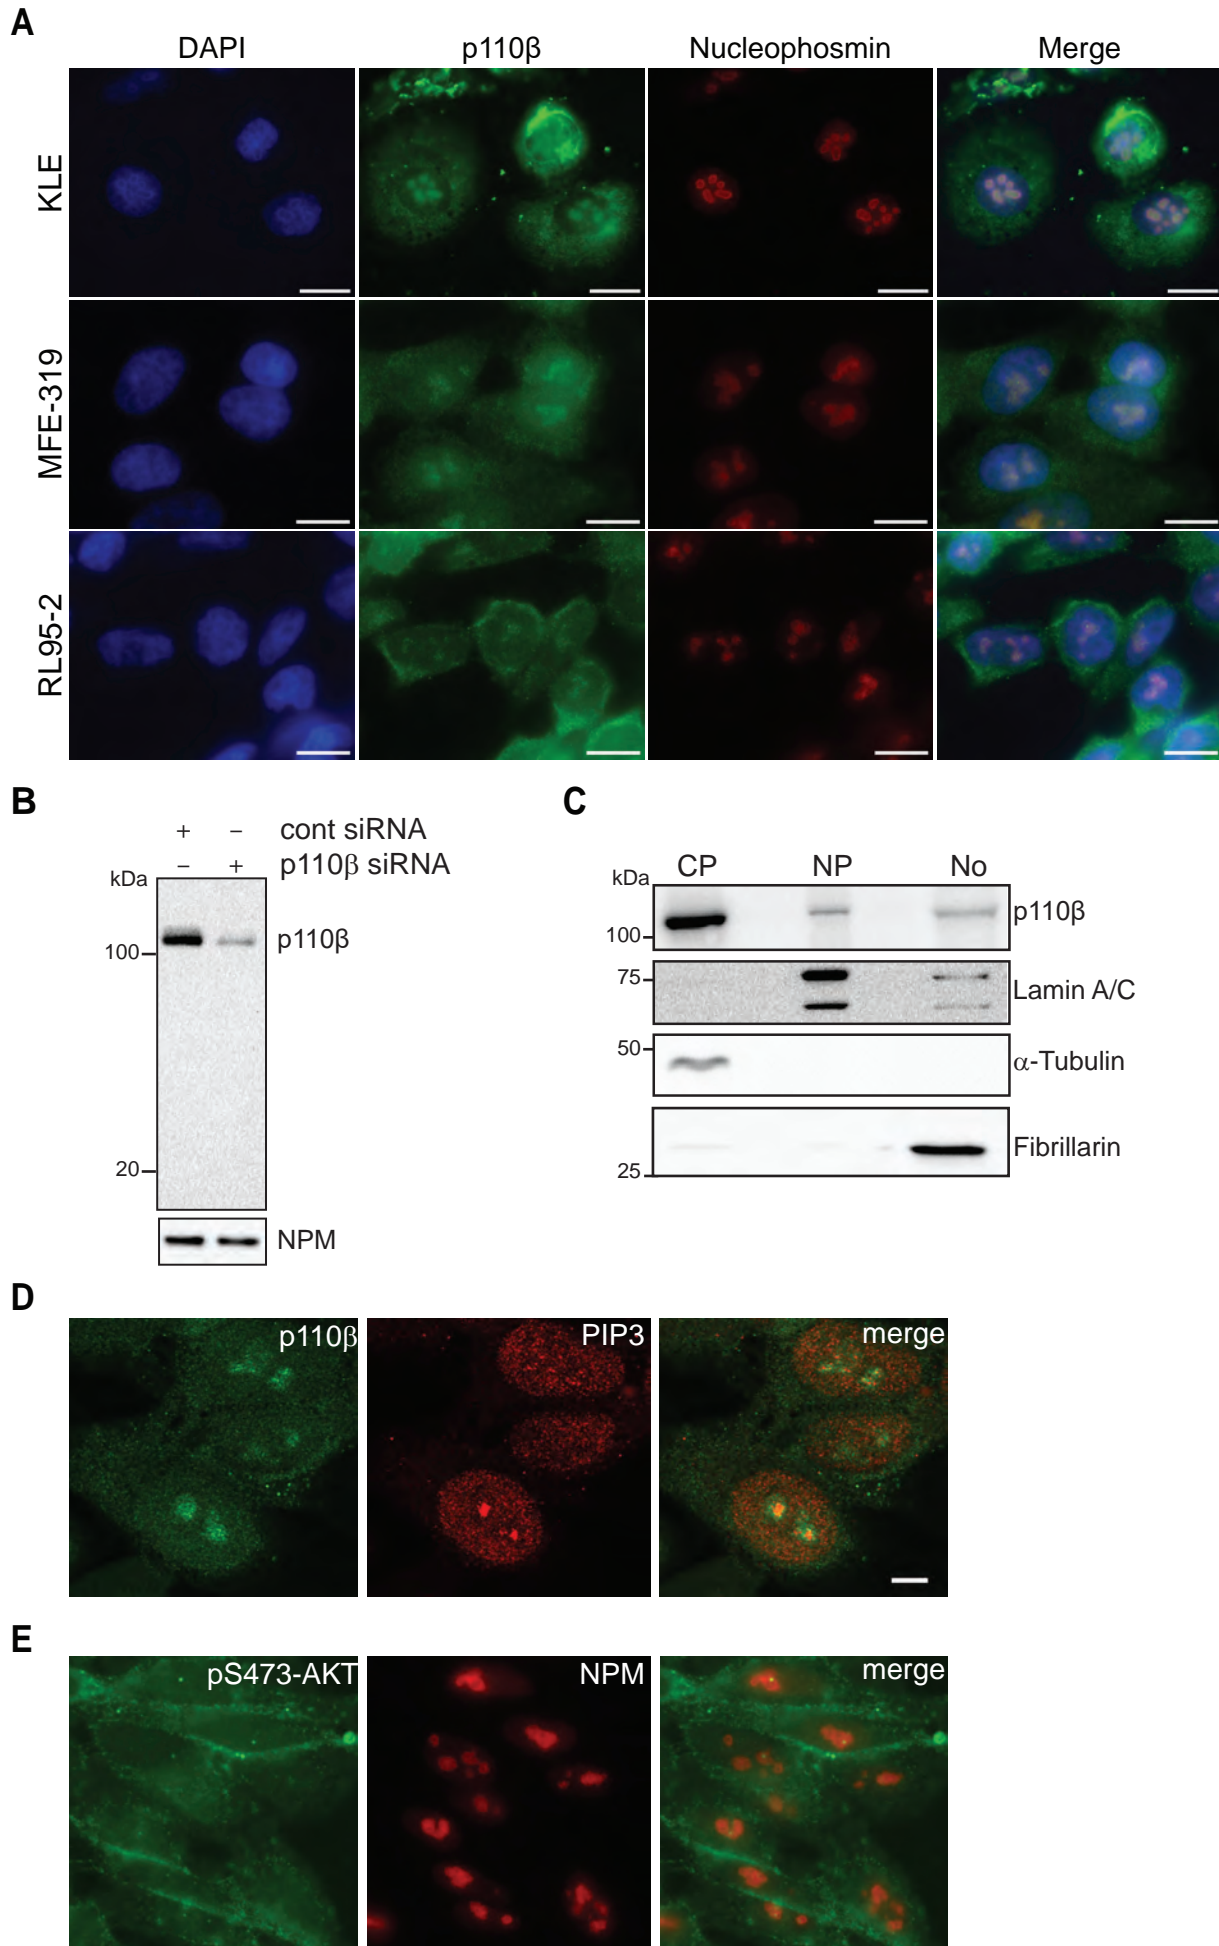 A
DAPI p110β Nucleophosmin Merge
KLE
MFE-319
RL95-2
B
+ − cont siRNA
− + p110β siRNA
kDa
p110β
100
20
NPM
C
CP NP No
kDa
p110β
100
75
Lamin A/C
50
α-Tubulin
Fibrillarin
25
D
p110β PIP3 merge
E
pS473-AKT NPM merge